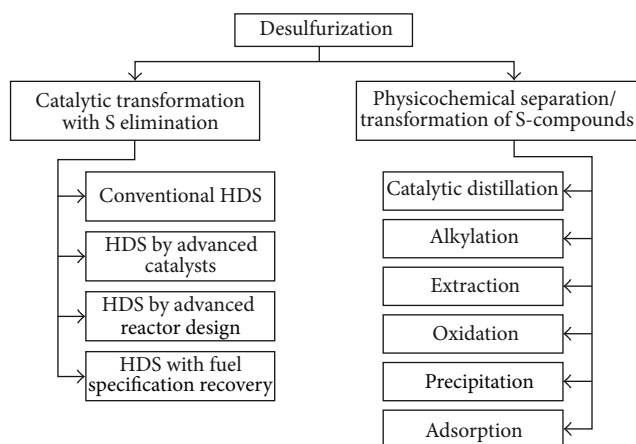 Desulfurization
Catalytic transformation
with S elimination
Physicochemical separation/
transformation of S-compounds
Conventional HDS
HDS by advanced
catalysts
HDS by advanced
reactor design
HDS with fuel
specification recovery
Catalytic distillation
Alkylation
Extraction
Oxidation
Precipitation
Adsorption